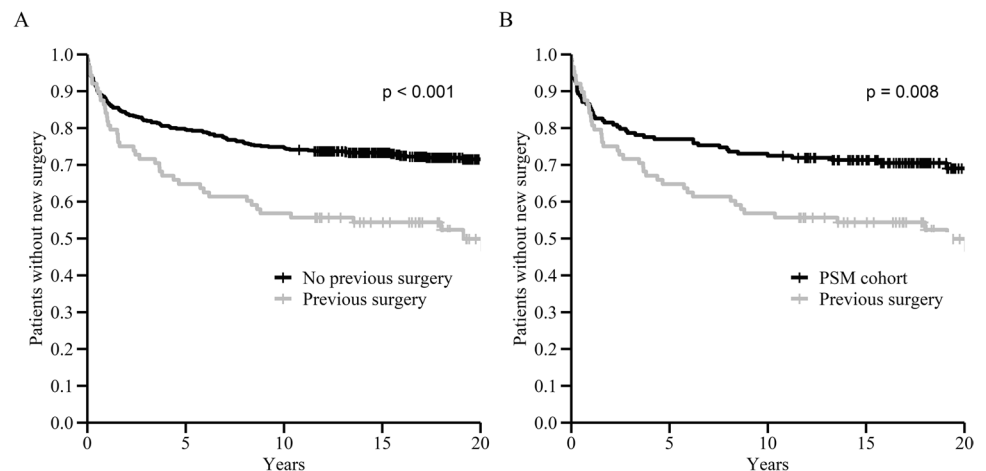 A
1.0
0.9
0.8
0.7
0.6
0.5
0.4
0.3
0.2
0.1
0.0
Patients without new surgery
p < 0.001
No previous surgery
Previous surgery
0 5 10 15 20
Years
B
1.0
0.9
0.8
0.7
0.6
0.5
0.4
0.3
0.2
0.1
0.0
Patients without new surgery
p = 0.008
PSM cohort
Previous surgery
0 5 10 15 20
Years